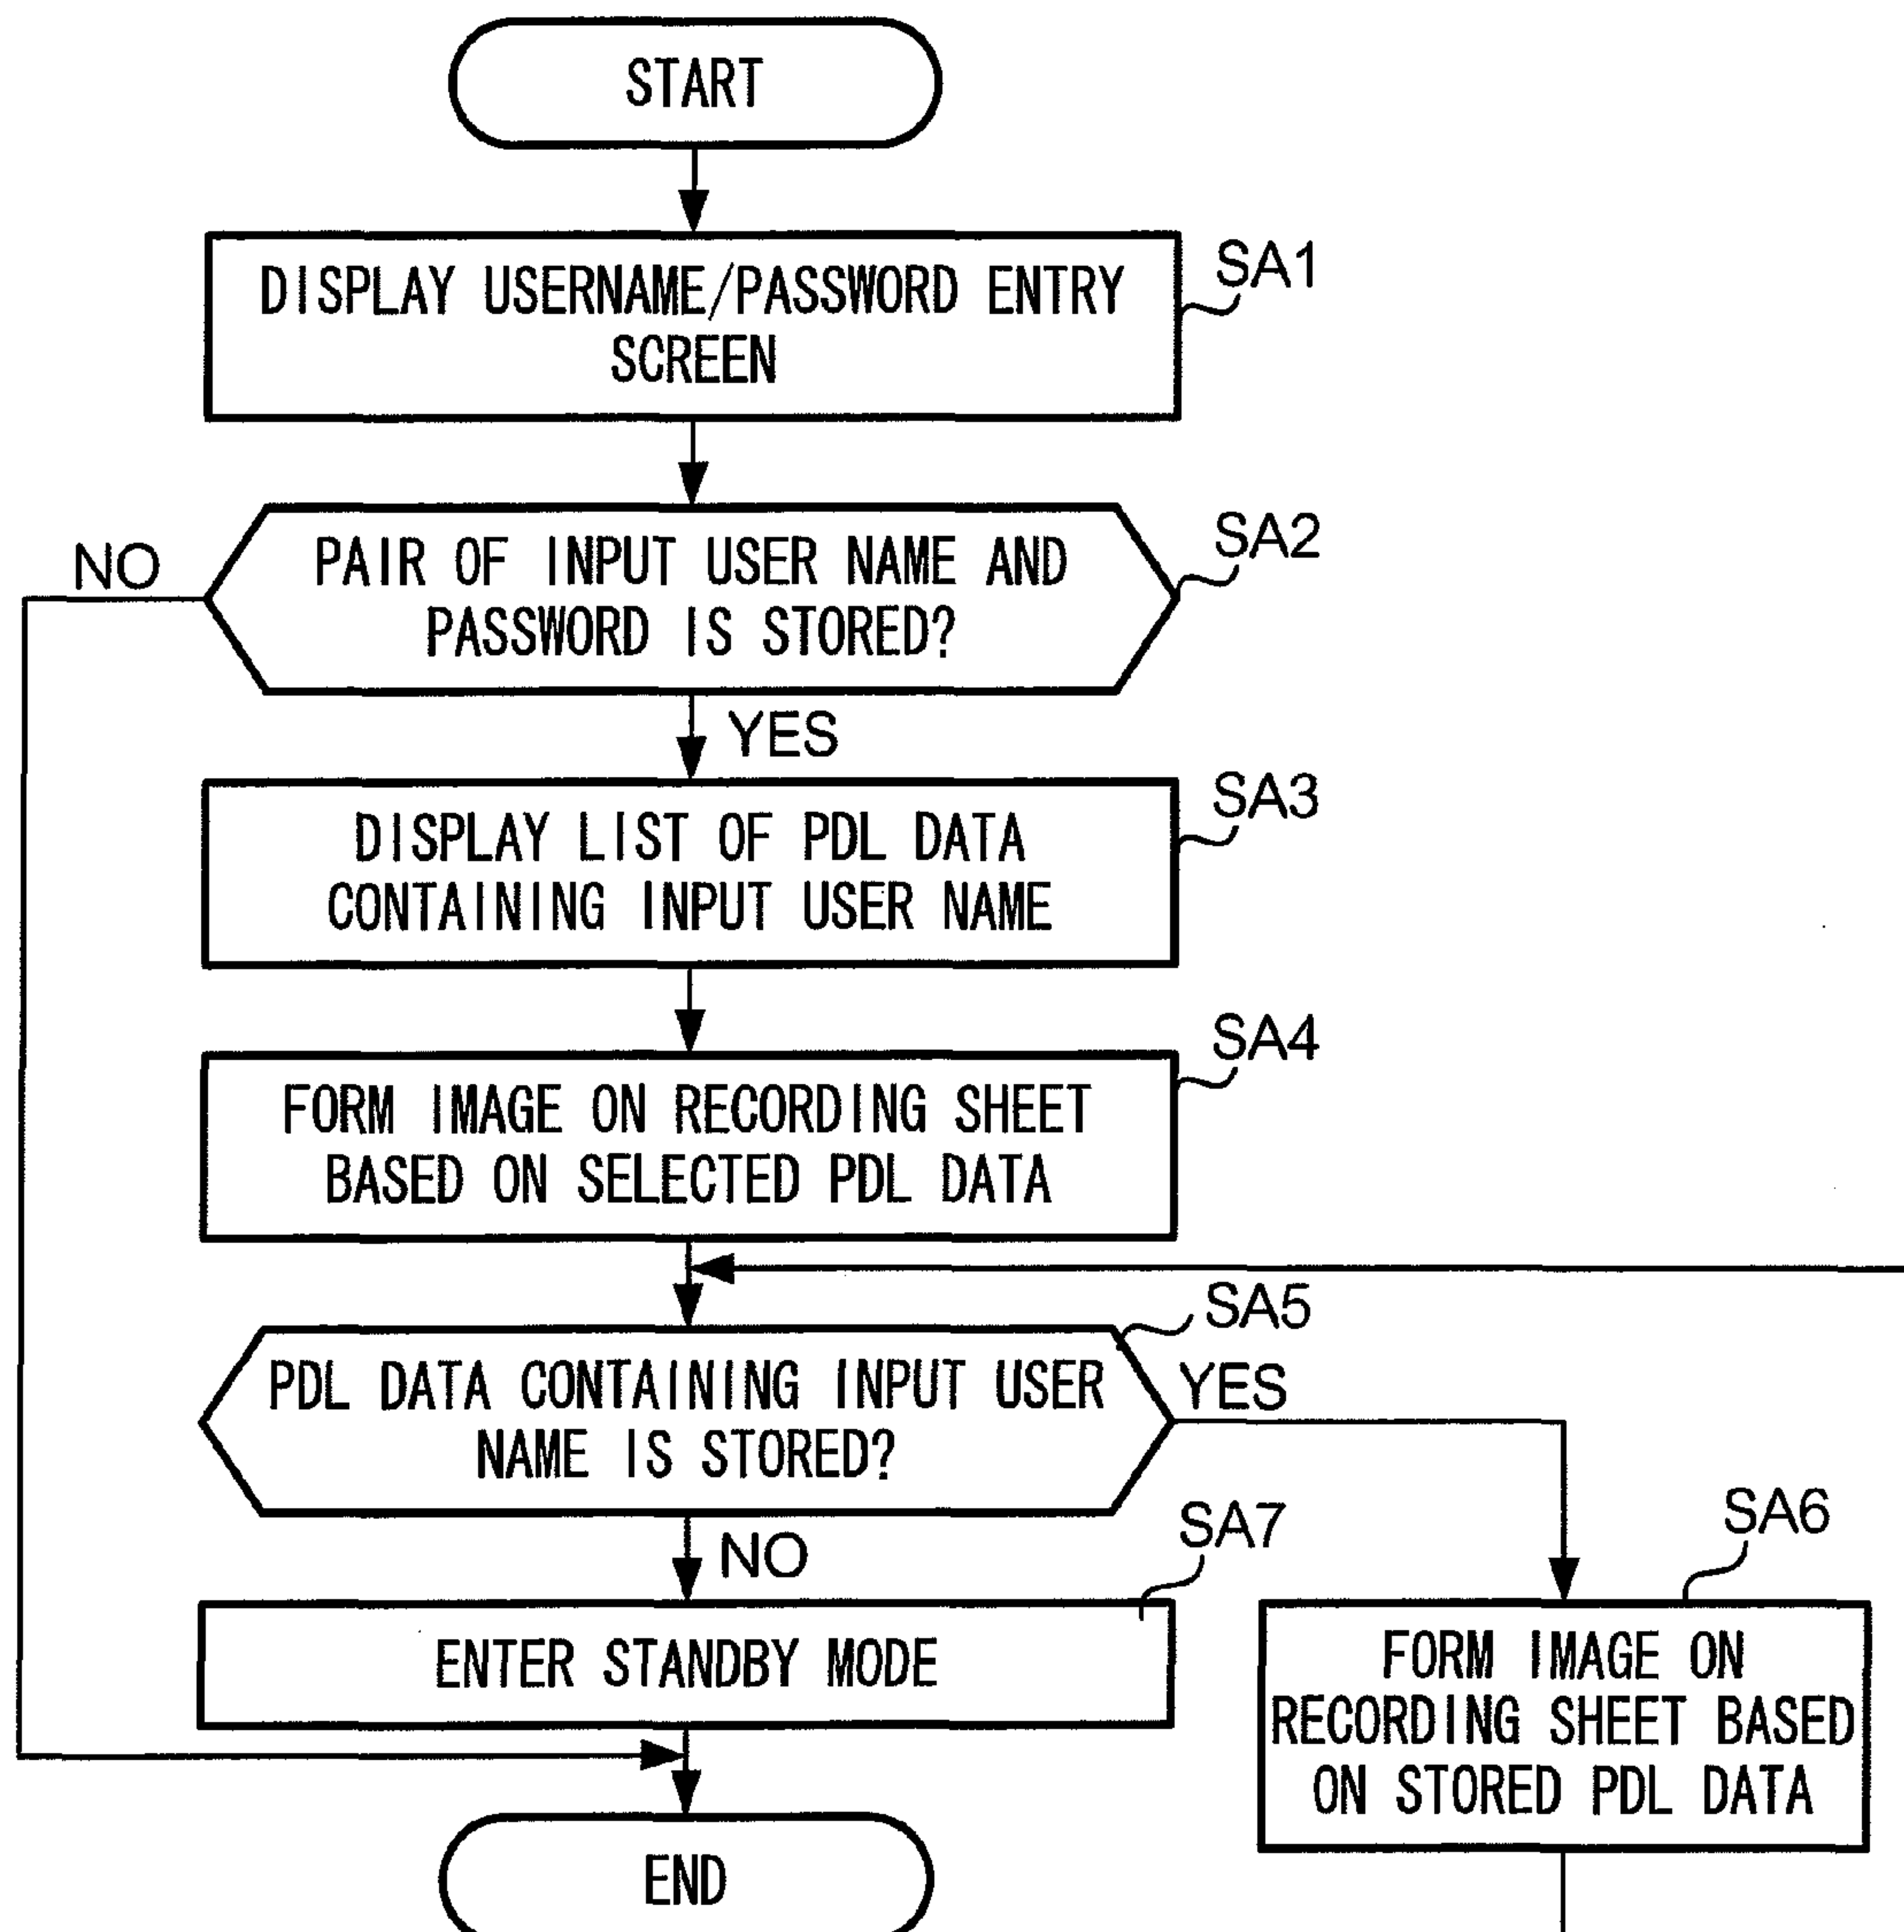 START
DISPLAY USERNAME/PASSWORD ENTRY
SCREEN
SA1
PAIR OF INPUT USER NAME AND
PASSWORD IS STORED?
SA2
NO
YES
DISPLAY LIST OF PDL DATA
CONTAINING INPUT USER NAME
SA3
FORM IMAGE ON RECORDING SHEET
BASED ON SELECTED PDL DATA
SA4
PDL DATA CONTAINING INPUT USER
NAME IS STORED?
SA5
YES
NO
ENTER STANDBY MODE
SA7
SA6
FORM IMAGE ON
RECORDING SHEET BASED
ON STORED PDL DATA
END